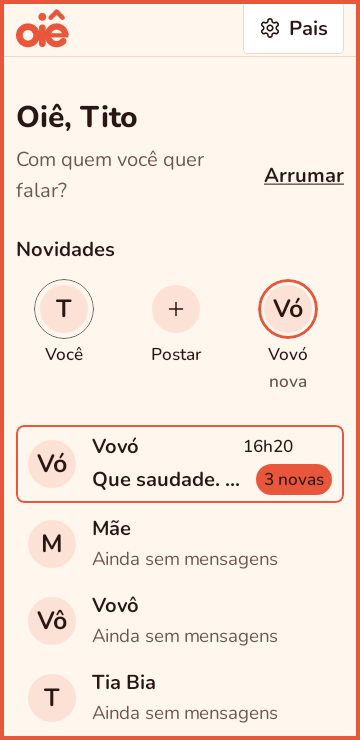 oiê
Pais
Oiê, Tito
Com quem você quer
falar?
Arrumar
Novidades
T
+
Vó
Você
Postar
Vovó
nova
Vó
Vovó
16h20
Que saudade. ...
3 novas
M
Mãe
Ainda sem mensagens
Vô
Vovô
Ainda sem mensagens
T
Tia Bia
Ainda sem mensagens